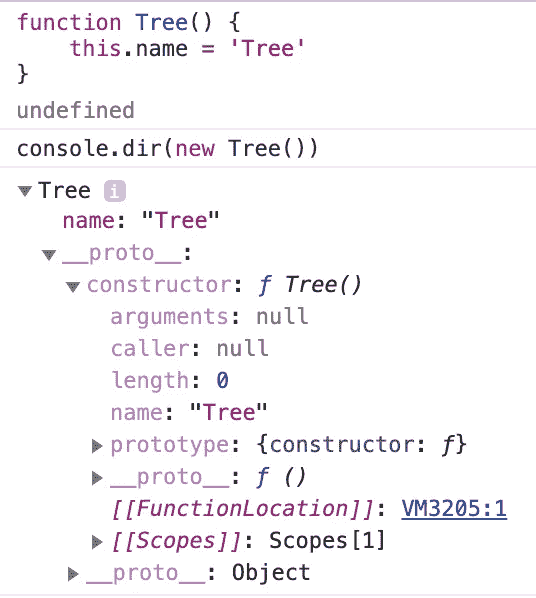 function Tree() {
    this.name = 'Tree'
}
undefined
console.dir(new Tree())
▼Tree i
name: "Tree"
▼__proto__:
▼constructor: ƒ Tree()
arguments: null
caller: null
length: 0
name: "Tree"
▶prototype: {constructor: ƒ}
▶__proto__: ƒ ()
[[FunctionLocation]]: VM3205:1
▶[[Scopes]]: Scopes[1]
▶__proto__: Object